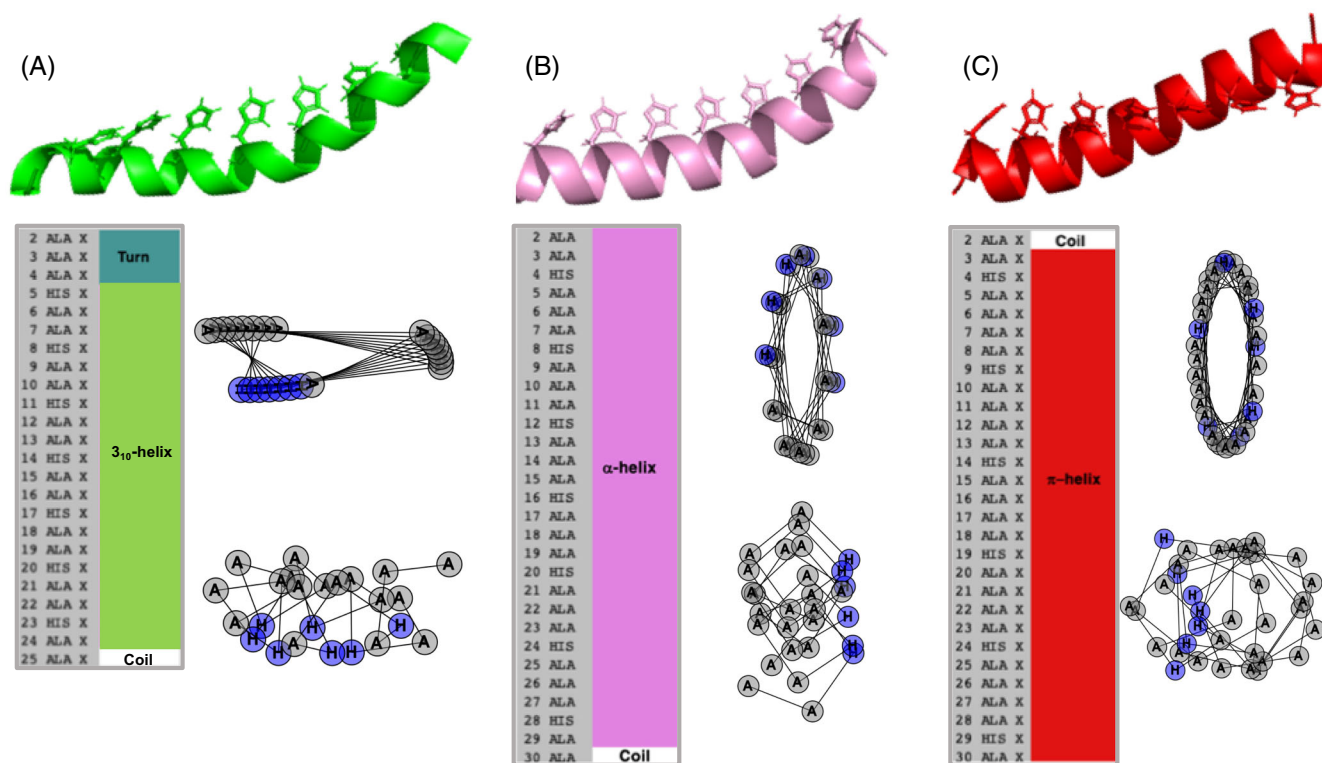 (A)
2 ALA X
3 ALA X
4 ALA X
5 HIS X
6 ALA X
7 ALA X
8 HIS X
9 ALA X
10 ALA X
11 HIS X
12 ALA X
13 ALA X
14 HIS X
15 ALA X
16 ALA X
17 HIS X
18 ALA X
19 ALA X
20 HIS X
21 ALA X
22 ALA X
23 HIS X
24 ALA X
25 ALA X
Turn
3₁₀-helix
Coil
(B)
2 ALA
3 ALA
4 HIS
5 ALA
6 ALA
7 ALA
8 HIS
9 ALA
10 ALA
11 ALA
12 HIS
13 ALA
14 ALA
15 ALA
16 HIS
17 ALA
18 ALA
19 ALA
20 HIS
21 ALA
22 ALA
23 ALA
24 HIS
25 ALA
26 ALA
27 ALA
28 HIS
29 ALA
30 ALA
α-helix
Coil
(C)
2 ALA X
3 ALA X
4 HIS X
5 ALA X
6 ALA X
7 ALA X
8 ALA X
9 HIS X
10 ALA X
11 ALA X
12 ALA X
13 ALA X
14 HIS X
15 ALA X
16 ALA X
17 ALA X
18 ALA X
19 HIS X
20 ALA X
21 ALA X
22 ALA X
23 ALA X
24 HIS X
25 ALA X
26 ALA X
27 ALA X
28 ALA X
29 HIS X
30 ALA X
Coil
π-helix